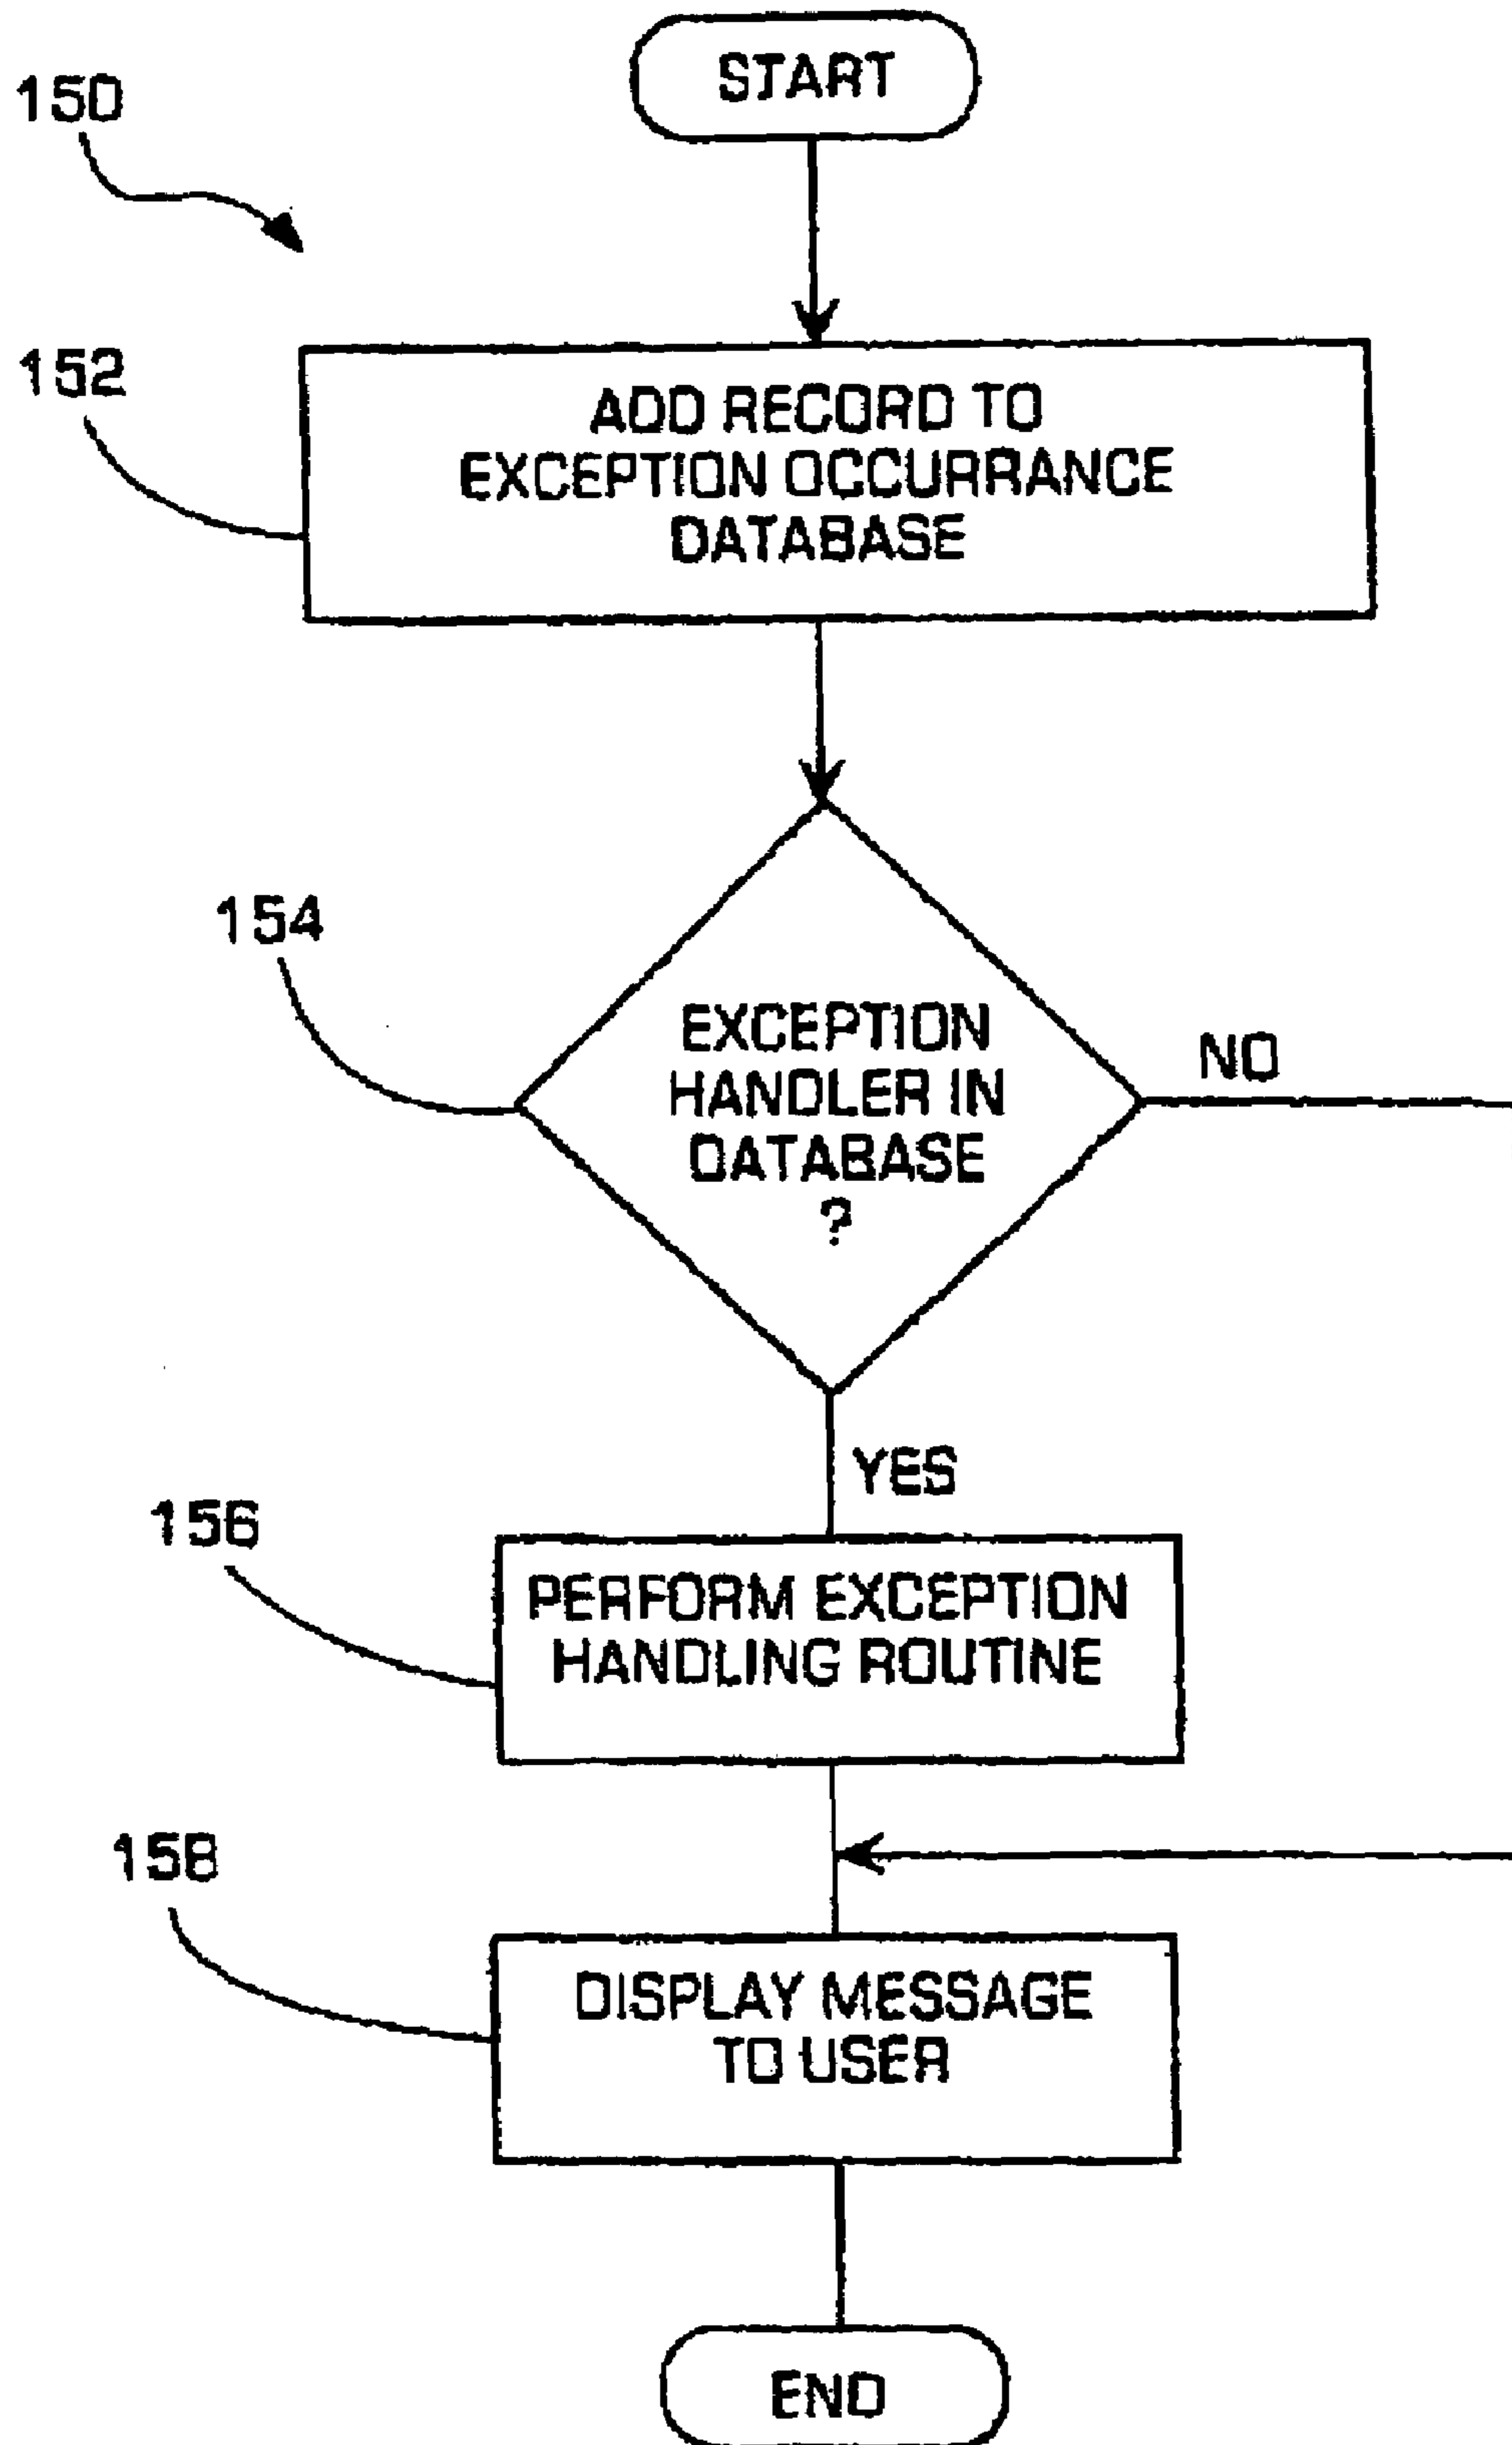 START
150
152
ADD RECORD TO
EXCEPTION OCCURRANCE
DATABASE
154
EXCEPTION
HANDLER IN
DATABASE
?
NO
YES
156
PERFORM EXCEPTION
HANDLING ROUTINE
158
DISPLAY MESSAGE
TO USER
END